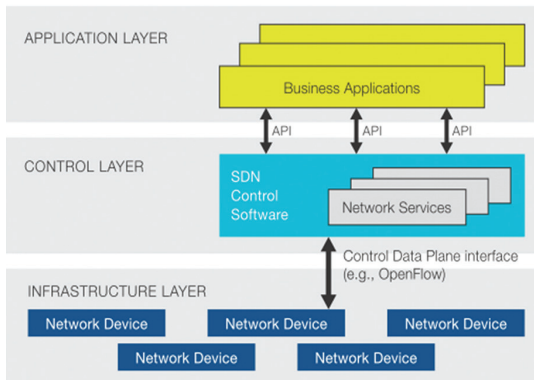 APPLICATION LAYER
Business Applications
API
API
API
CONTROL LAYER
SDN
Control
Software
Network Services
Control Data Plane interface
(e.g., OpenFlow)
INFRASTRUCTURE LAYER
Network Device
Network Device
Network Device
Network Device
Network Device